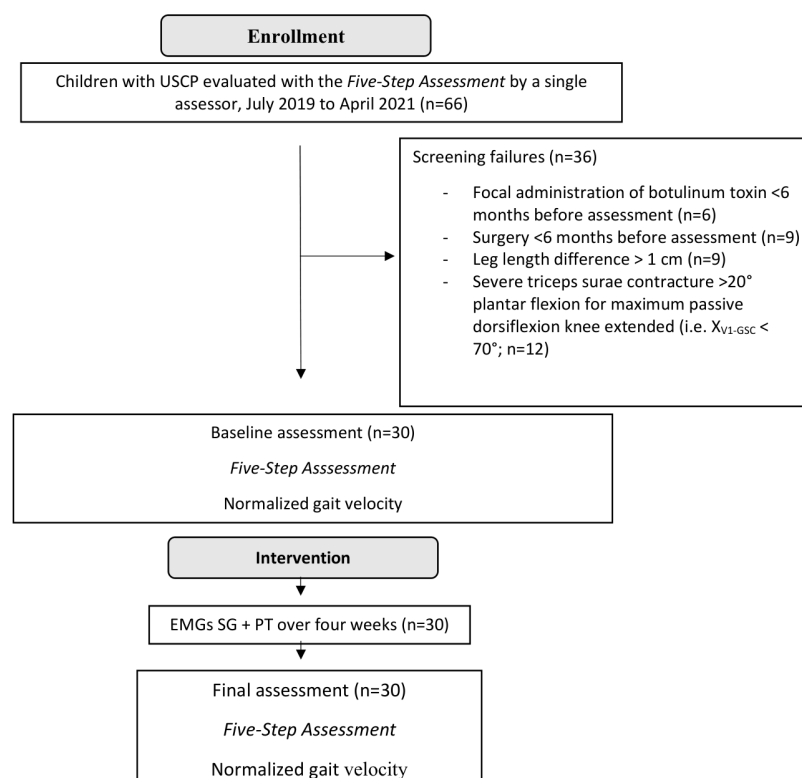 Enrollment
Children with USCP evaluated with the Five-Step Assessment by a single
assessor, July 2019 to April 2021 (n=66)
Screening failures (n=36)
- Focal administration of botulinum toxin <6
months before assessment (n=6)
- Surgery <6 months before assessment (n=9)
- Leg length difference > 1 cm (n=9)
- Severe triceps surae contracture >20°
plantar flexion for maximum passive
dorsiflexion knee extended (i.e. XV1-GSC <
70°; n=12)
Baseline assessment (n=30)
Five-Step Asssessment
Normalized gait velocity
Intervention
EMGs SG + PT over four weeks (n=30)
Final assessment (n=30)
Five-Step Assessment
Normalized gait velocity